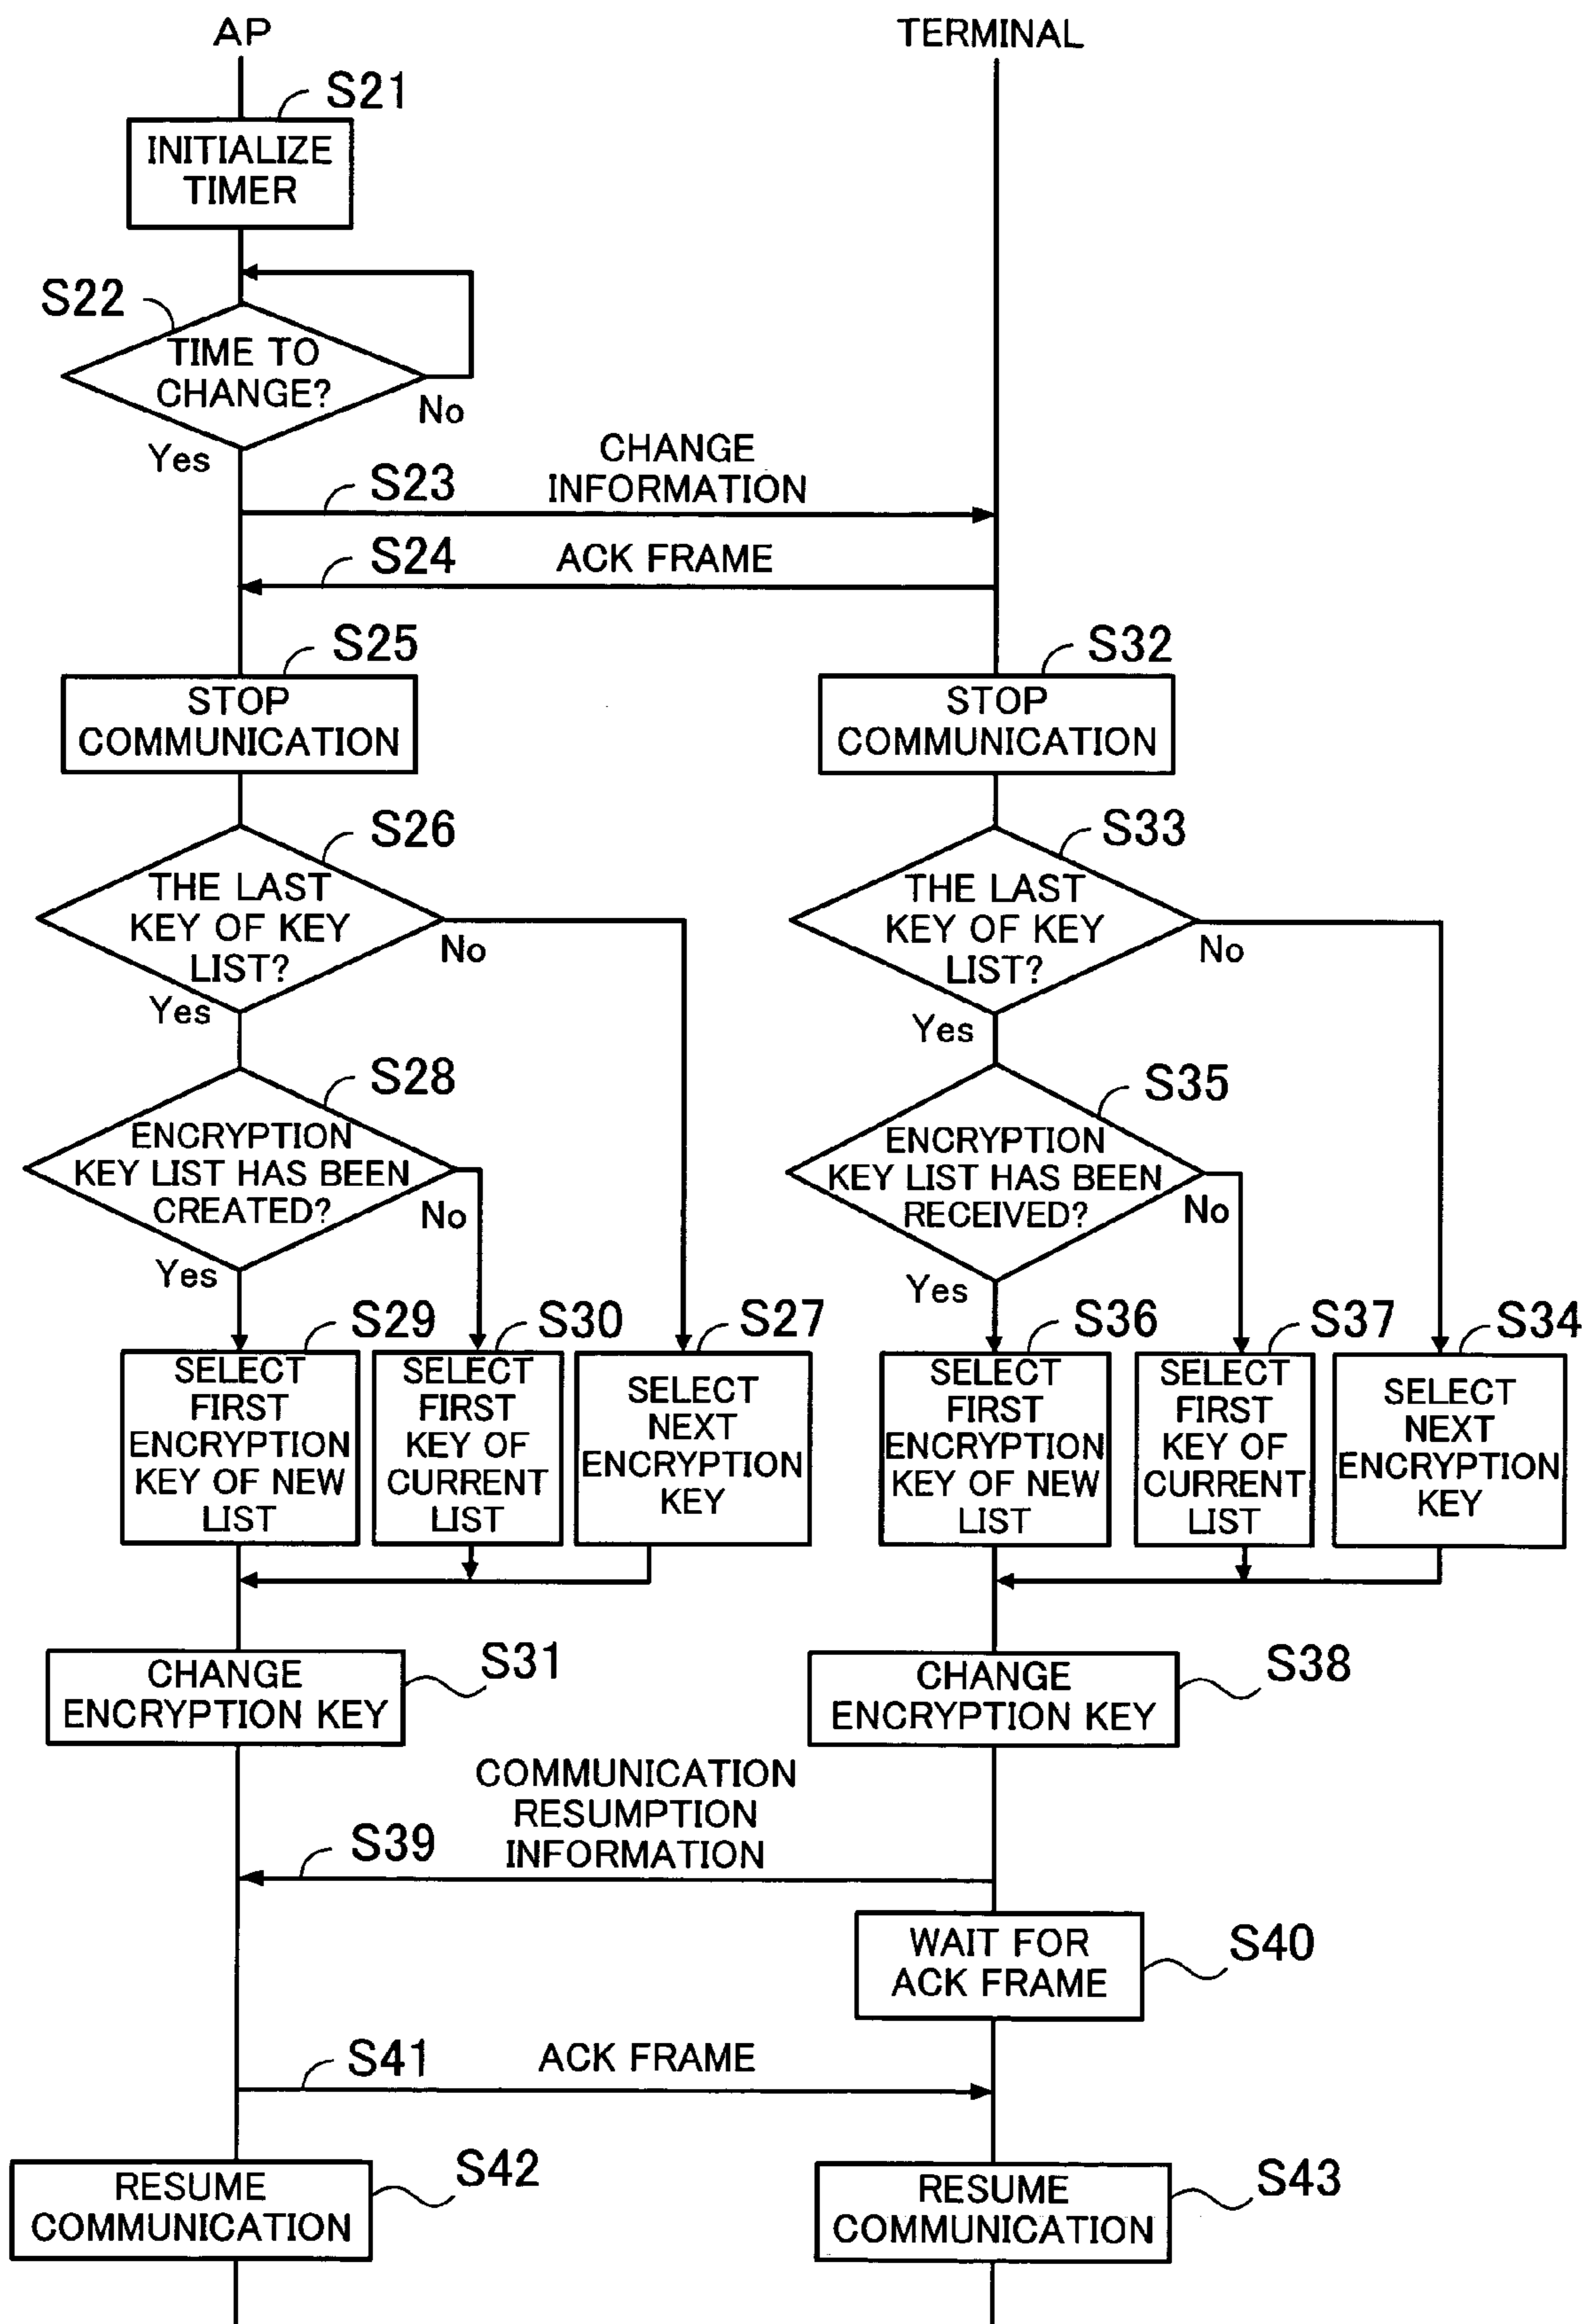 AP
TERMINAL
S21
INITIALIZE
TIMER
S22
TIME TO
CHANGE?
No
Yes
S23
CHANGE
INFORMATION
S24
ACK FRAME
S25
STOP
COMMUNICATION
S32
STOP
COMMUNICATION
S26
THE LAST
KEY OF KEY
LIST?
No
Yes
S33
THE LAST
KEY OF KEY
LIST?
No
Yes
S28
ENCRYPTION
KEY LIST HAS BEEN
CREATED?
No
Yes
S35
ENCRYPTION
KEY LIST HAS BEEN
RECEIVED?
No
Yes
S29
SELECT
FIRST
ENCRYPTION
KEY OF NEW
LIST
S30
SELECT
FIRST
KEY OF
CURRENT
LIST
S27
SELECT
NEXT
ENCRYPTION
KEY
S36
SELECT
FIRST
ENCRYPTION
KEY OF NEW
LIST
S37
SELECT
FIRST
KEY OF
CURRENT
LIST
S34
SELECT
NEXT
ENCRYPTION
KEY
S31
CHANGE
ENCRYPTION KEY
S38
CHANGE
ENCRYPTION KEY
S39
COMMUNICATION
RESUMPTION
INFORMATION
S40
WAIT FOR
ACK FRAME
S41
ACK FRAME
S42
RESUME
COMMUNICATION
S43
RESUME
COMMUNICATION